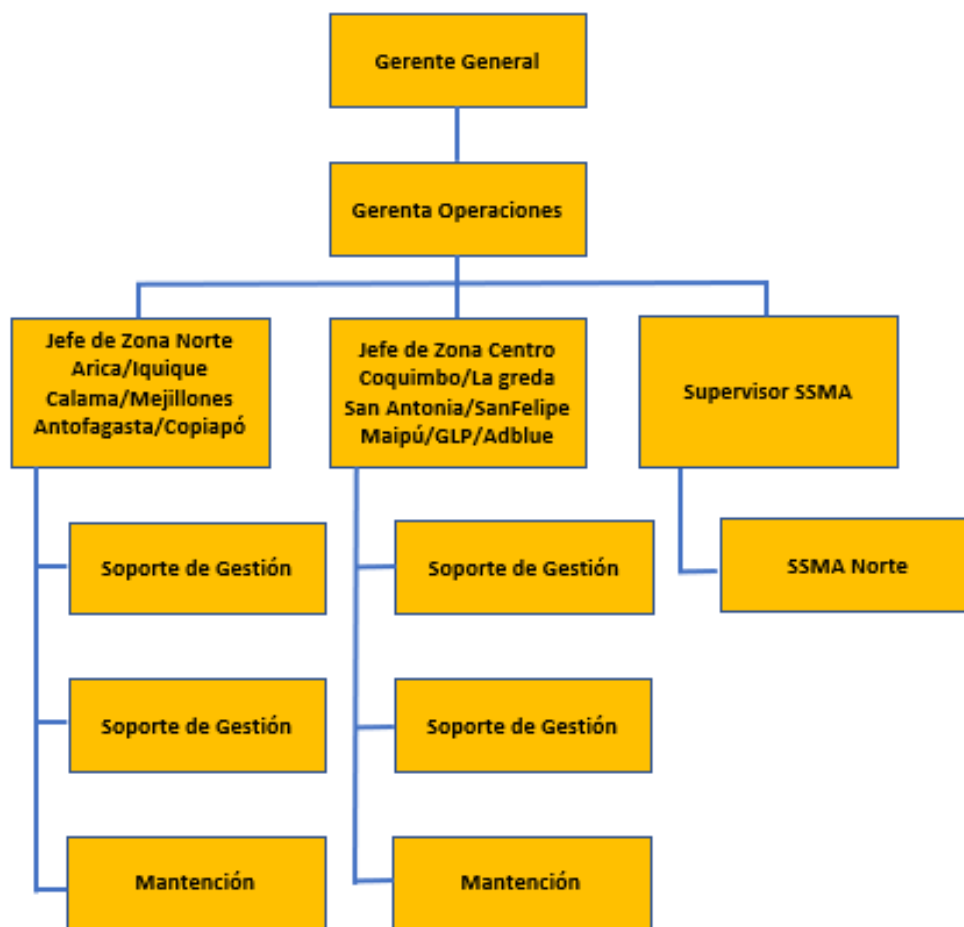 Gerente General
Gerenta Operaciones
Jefe de Zona Norte
Arica/Iquique
Calama/Mejillones
Antofagasta/Copiapó
Jefe de Zona Centro
Coquimbo/La greda
San Antonia/SanFelipe
Maipú/GLP/Adblue
Supervisor SSMA
Soporte de Gestión
Soporte de Gestión
SSMA Norte
Soporte de Gestión
Soporte de Gestión
Mantención
Mantención